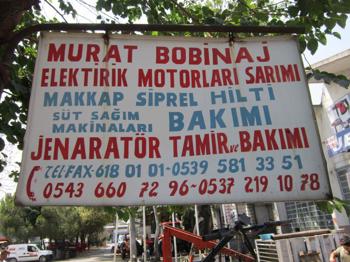 MURAT BOBİNAJ
ELEKTİRİK MOTORLARI SARIMI
MAKKAP SİPREL HİLTİ
SÜT SAĞIM
MAKİNALARI BAKIMI
JENARATÖR TAMİR ve BAKIMI
TEL-FAX-618 01 01-0539 581 33 51
0543 660 72 96-0537 219 10 78